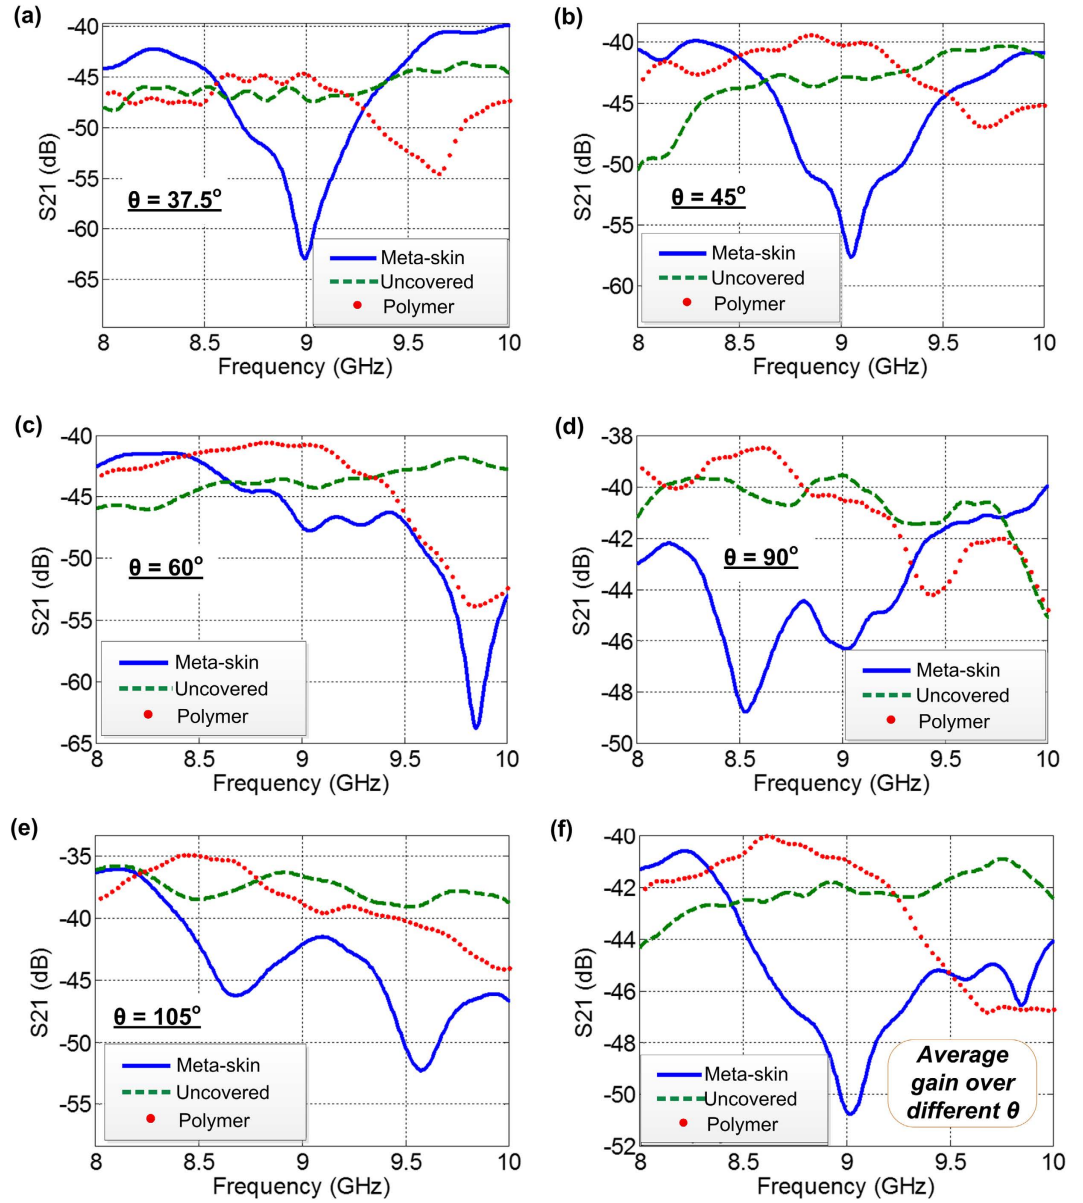 (a)
-40
-45
-50
-55
-60
-65
S21 (dB)
θ = 37.5o
Meta-skin
Uncovered
Polymer
8
8.5
9
9.5
10
Frequency (GHz)
(b)
-40
-45
-50
-55
-60
S21 (dB)
θ = 45o
Meta-skin
Uncovered
Polymer
8
8.5
9
9.5
10
Frequency (GHz)
(c)
-40
-45
-50
-55
-60
-65
S21 (dB)
θ = 60o
Meta-skin
Uncovered
Polymer
8
8.5
9
9.5
10
Frequency (GHz)
(d)
-38
-40
-42
-44
-46
-48
-50
S21 (dB)
θ = 90o
Meta-skin
Uncovered
Polymer
8
8.5
9
9.5
10
Frequency (GHz)
(e)
-35
-40
-45
-50
-55
S21 (dB)
θ = 105o
Meta-skin
Uncovered
Polymer
8
8.5
9
9.5
10
Frequency (GHz)
(f)
-40
-42
-44
-46
-48
-50
-52
S21 (dB)
Meta-skin
Uncovered
Polymer
Average
gain over
different θ
8
8.5
9
9.5
10
Frequency (GHz)